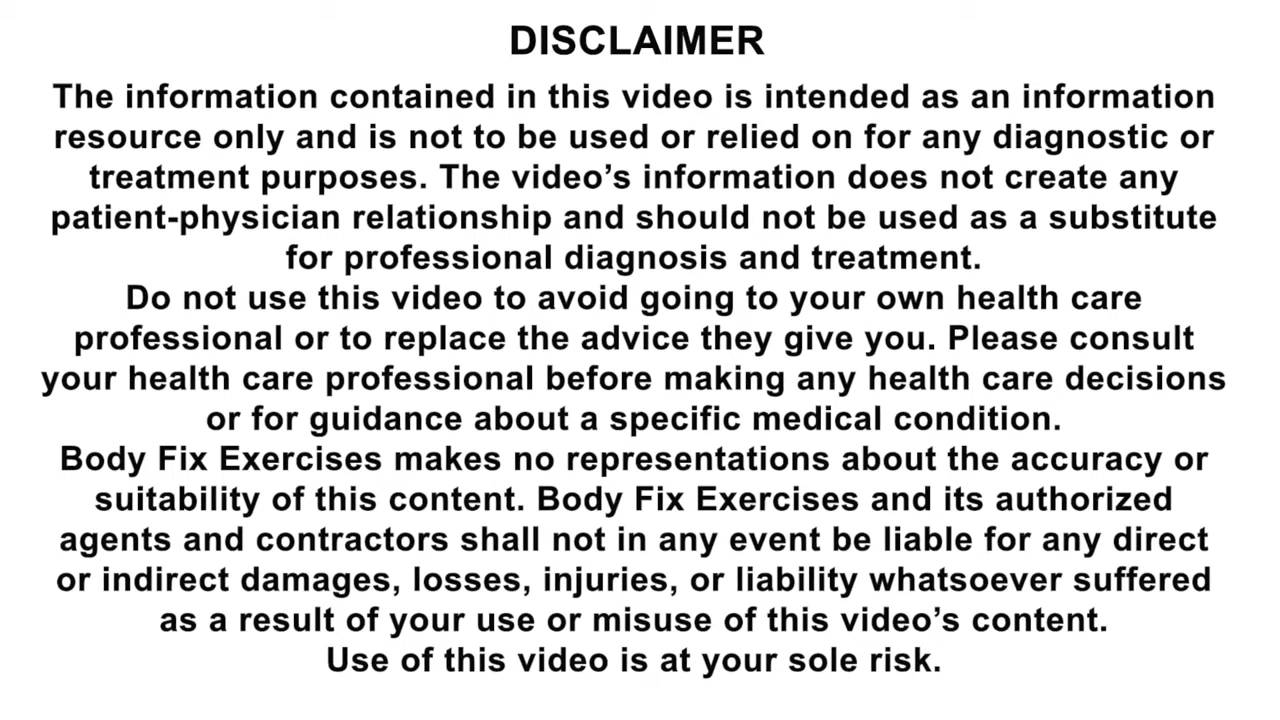 DISCLAIMER
The information contained in this video is intended as an information
resource only and is not to be used or relied on for any diagnostic or
treatment purposes. The video’s information does not create any
patient-physician relationship and should not be used as a substitute
for professional diagnosis and treatment.
Do not use this video to avoid going to your own health care
professional or to replace the advice they give you. Please consult
your health care professional before making any health care decisions
or for guidance about a specific medical condition.
Body Fix Exercises makes no representations about the accuracy or
suitability of this content. Body Fix Exercises and its authorized
agents and contractors shall not in any event be liable for any direct
or indirect damages, losses, injuries, or liability whatsoever suffered
as a result of your use or misuse of this video’s content.
Use of this video is at your sole risk.